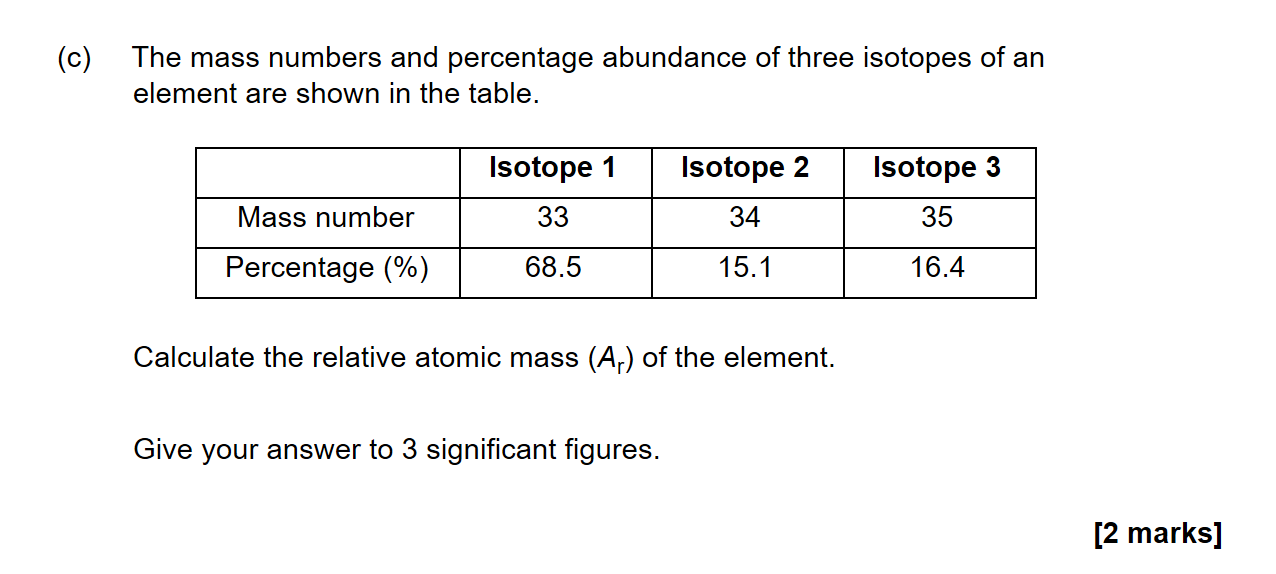 (c) The mass numbers and percentage abundance of three isotopes of an
element are shown in the table.
Isotope 1 Isotope 2 Isotope 3
Mass number 33 34 35
Percentage (%) 68.5 15.1 16.4
Calculate the relative atomic mass (Ar) of the element.
Give your answer to 3 significant figures.
[2 marks]